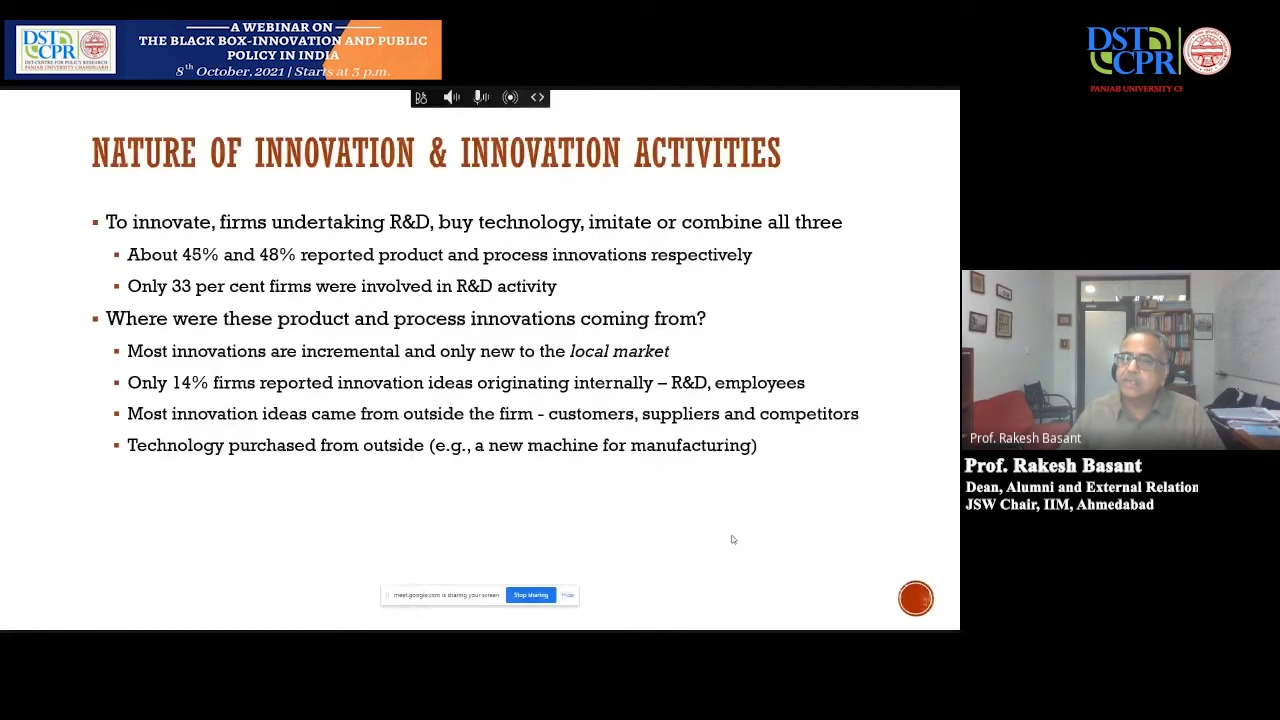 A WEBINAR ON
THE BLACK BOX-INNOVATION AND PUBLIC
POLICY IN INDIA
8th October, 2021 | Starts at 3 p.m.
DST
CPR
DST-CENTRE FOR POLICY RESEARCH
PANJAB UNIVERSITY CHANDIGARH
DST
CPR
PANJAB UNIVERSITY CH
NATURE OF INNOVATION & INNOVATION ACTIVITIES
▪ To innovate, firms undertaking R&D, buy technology, imitate or combine all three
▪ About 45% and 48% reported product and process innovations respectively
▪ Only 33 per cent firms were involved in R&D activity
▪ Where were these product and process innovations coming from?
▪ Most innovations are incremental and only new to the local market
▪ Only 14% firms reported innovation ideas originating internally – R&D, employees
▪ Most innovation ideas came from outside the firm - customers, suppliers and competitors
▪ Technology purchased from outside (e.g., a new machine for manufacturing)
meet.google.com is sharing your screen.
Stop sharing
Hide
Prof. Rakesh Basant
Prof. Rakesh Basant
Dean, Alumni and External Relation
JSW Chair, IIM, Ahmedabad